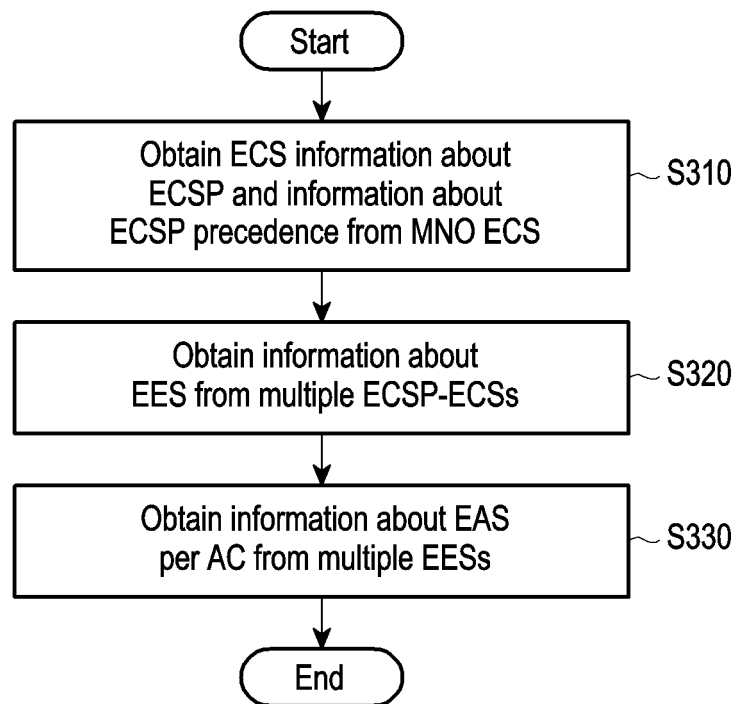 Start
Obtain ECS information about
ECSP and information about
ECSP precedence from MNO ECS
S310
Obtain information about
EES from multiple ECSP-ECSs
S320
Obtain information about EAS
per AC from multiple EESs
S330
End